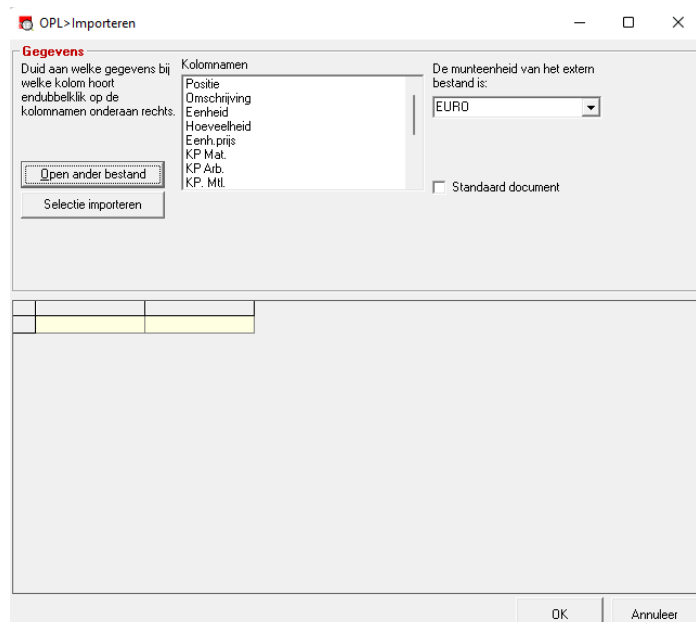 OPL>Importeren
Gegevens
Duid aan welke gegevens bij
welke kolom hoort
endubbelklik op de
kolomnamen onderaan rechts.
Open ander bestand
Selectie importeren
Kolomnamen
Positie
Omschrijving
Eenheid
Hoeveelheid
Eenh.prijs
KP Mat.
KP Arb.
KP. Mtl.
De munteenheid van het extern
bestand is:
EURO
Standaard document
OK
Annuleer